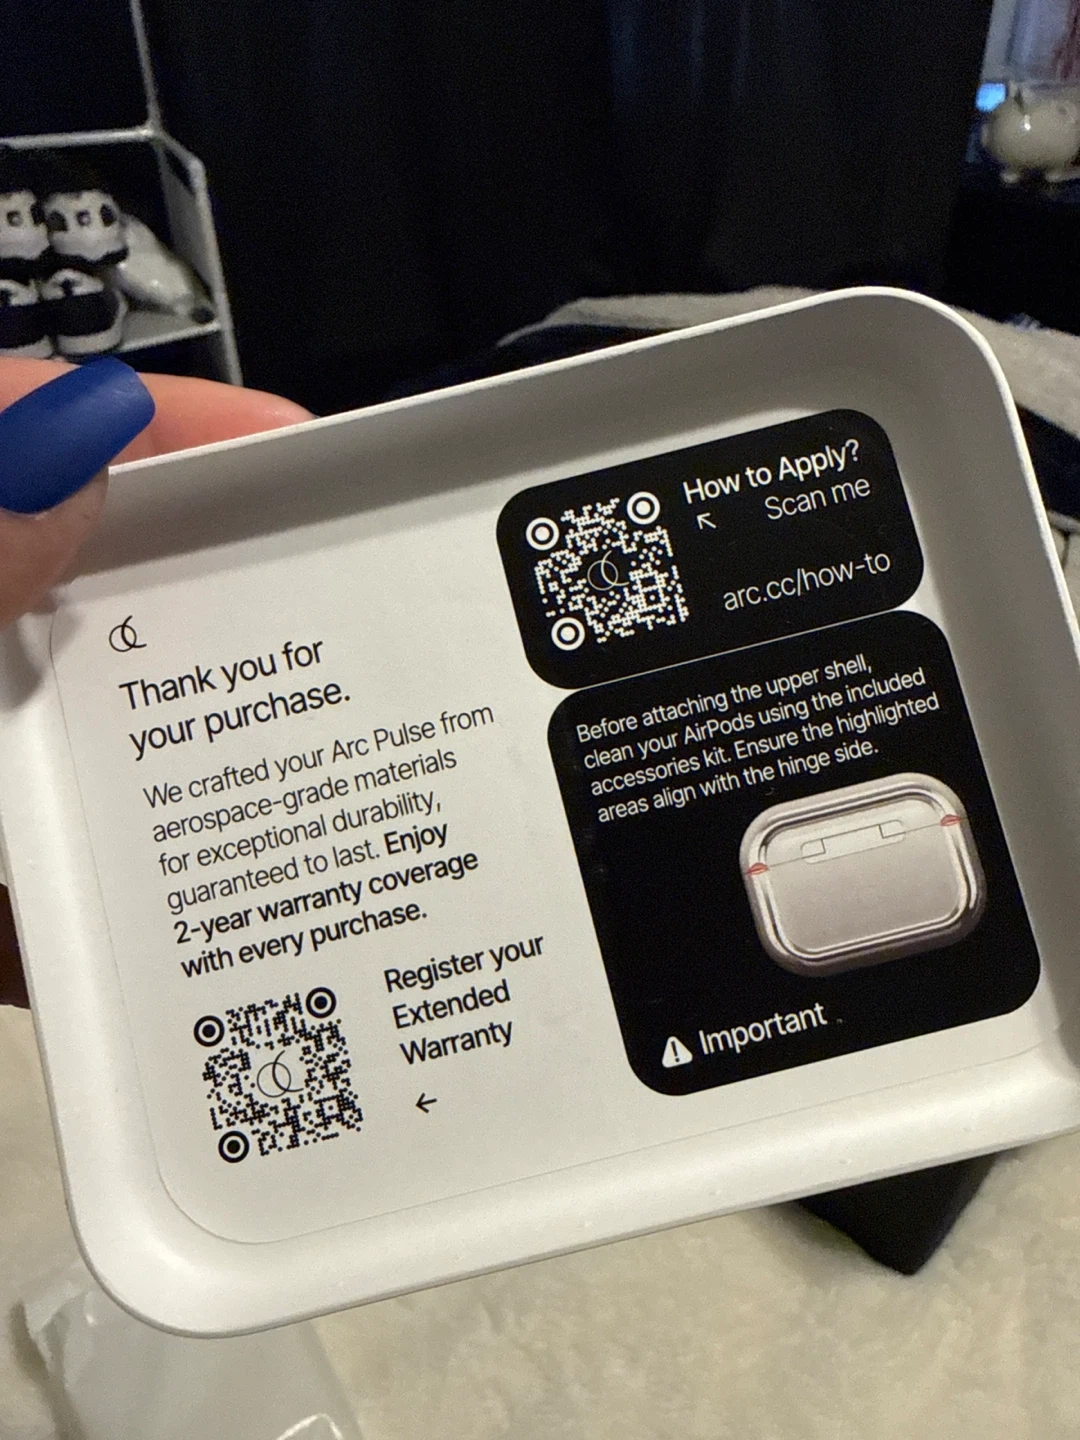 Thank you for
your purchase.
We crafted your Arc Pulse from
aerospace-grade materials
for exceptional durability,
guaranteed to last. Enjoy
2-year warranty coverage
with every purchase.
Register your
Extended
Warranty
←
How to Apply?
↖ Scan me
arc.cc/how-to
Before attaching the upper shell,
clean your AirPods using the included
accessories kit. Ensure the highlighted
areas align with the hinge side.
Important